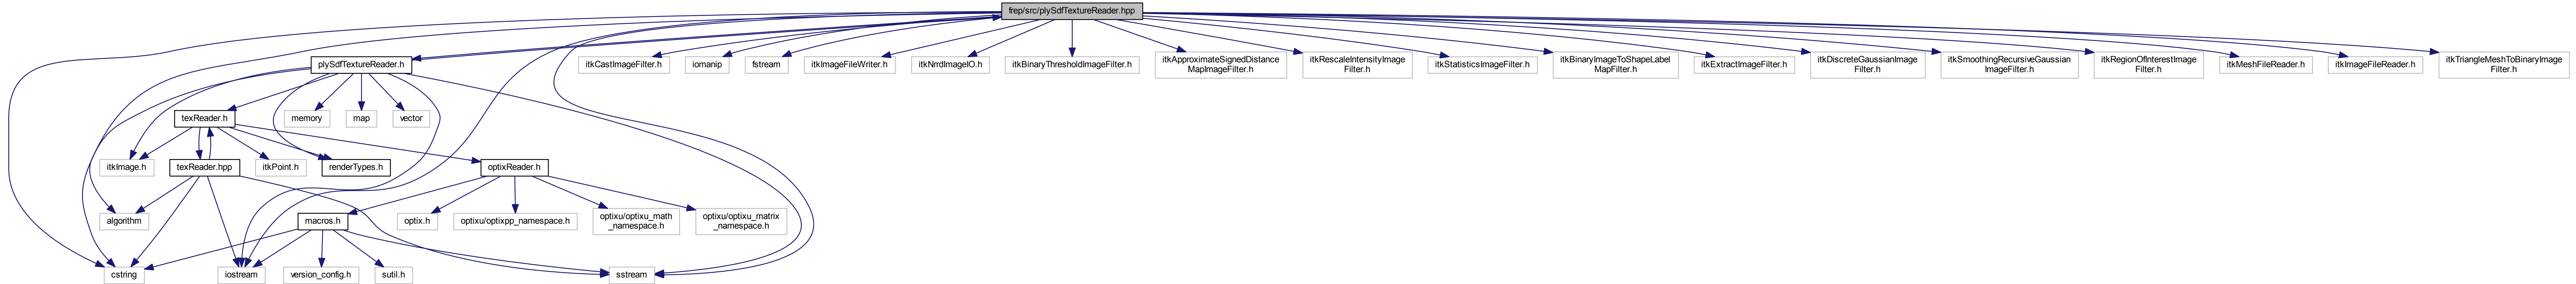 frep/src/plySdfTextureReader.hpp
plySdfTextureReader.h
itkCastImageFilter.h
iomanip
fstream
itkImageFileWriter.h
itkNrrdImageIO.h
itkBinaryThresholdImageFilter.h
itkApproximateSignedDistance
MapImageFilter.h
itkRescaleIntensityImage
Filter.h
itkStatisticsImageFilter.h
itkBinaryImageToShapeLabel
MapFilter.h
itkExtractImageFilter.h
itkDiscreteGaussianImage
Filter.h
itkSmoothingRecursiveGaussian
ImageFilter.h
itkRegionOfInterestImage
Filter.h
itkMeshFileReader.h
itkImageFileReader.h
itkTriangleMeshToBinaryImage
Filter.h
texReader.h
memory
map
vector
itkImage.h
texReader.hpp
itkPoint.h
renderTypes.h
optixReader.h
algorithm
macros.h
optix.h
optixu/optixpp_namespace.h
optixu/optixu_math
_namespace.h
optixu/optixu_matrix
_namespace.h
cstring
iostream
version_config.h
sutil.h
sstream